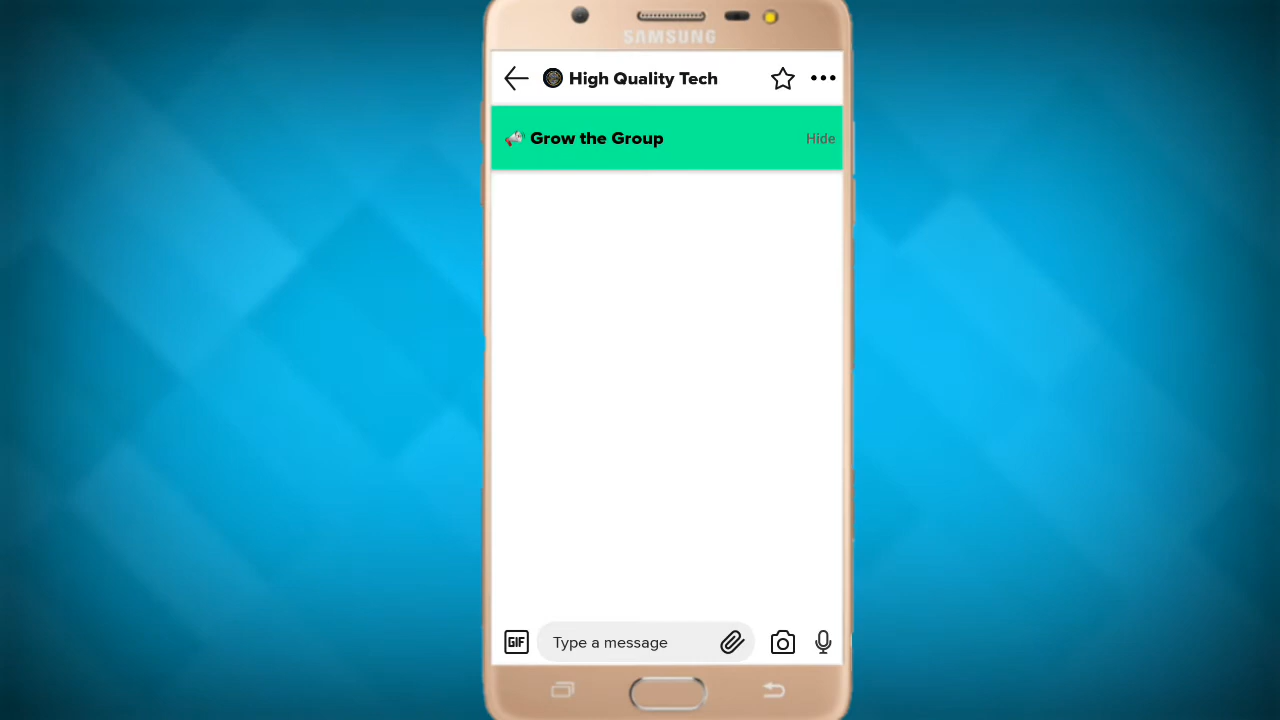 SAMSUNG
High Quality Tech
Grow the Group
Hide
GIF
Type a message